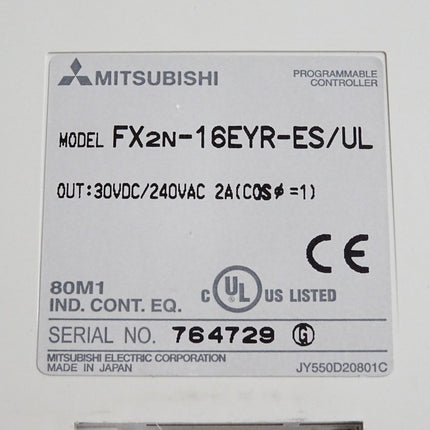 MITSUBISHI
PROGRAMMABLE
CONTROLLER
MODEL FX2N-16EYR-ES/UL
OUT:30VDC/240VAC 2A(COSφ=1)
CE
80M1
IND. CONT. EQ.
C UL US LISTED
SERIAL NO. 764729 G
MITSUBISHI ELECTRIC CORPORATION
MADE IN JAPAN
JY550D20801C